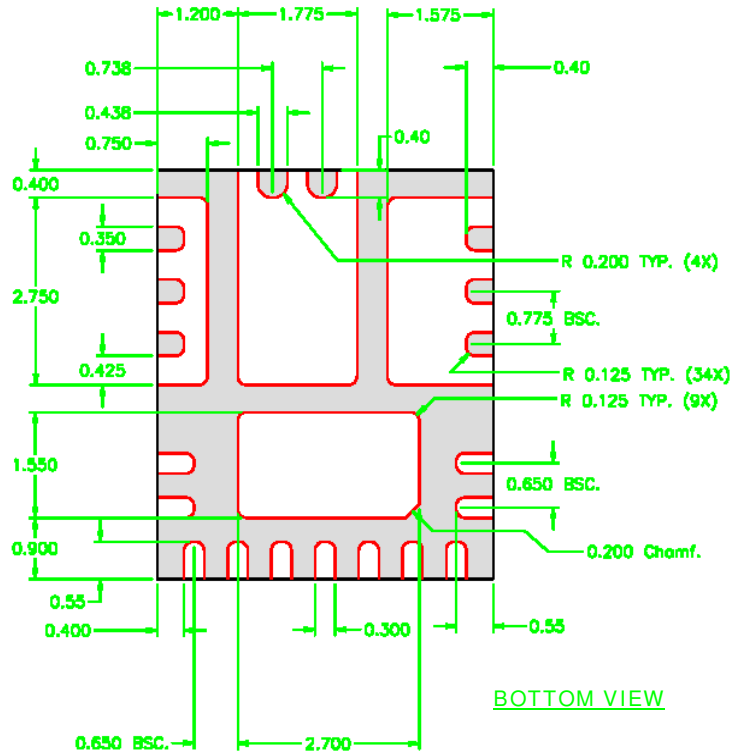 1.200
1.775
1.575
0.738
0.40
0.438
0.40
0.750
0.400
0.350
R 0.200 TYP. (4X)
2.750
0.775 BSC.
0.425
R 0.125 TYP. (34X)
R 0.125 TYP. (9X)
1.550
0.650 BSC.
0.900
0.200 Chamf.
0.55
0.400
0.300
0.55
BOTTOM VIEW
0.650 BSC.
2.700